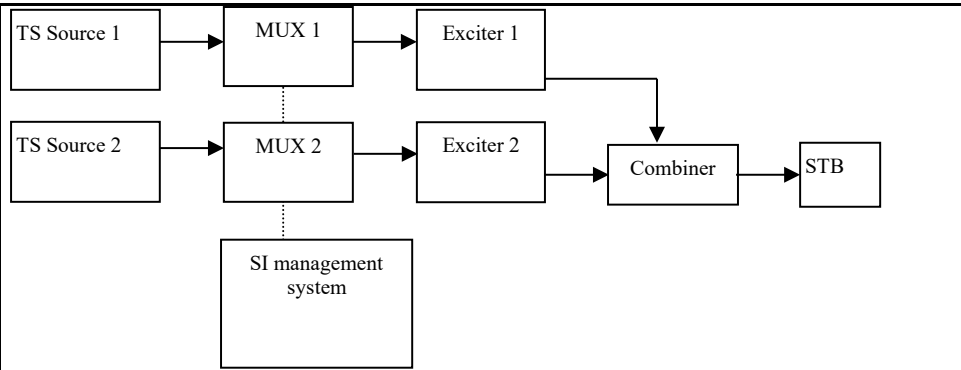 TS Source 1
MUX 1
Exciter 1
TS Source 2
MUX 2
Exciter 2
Combiner
STB
SI management
system